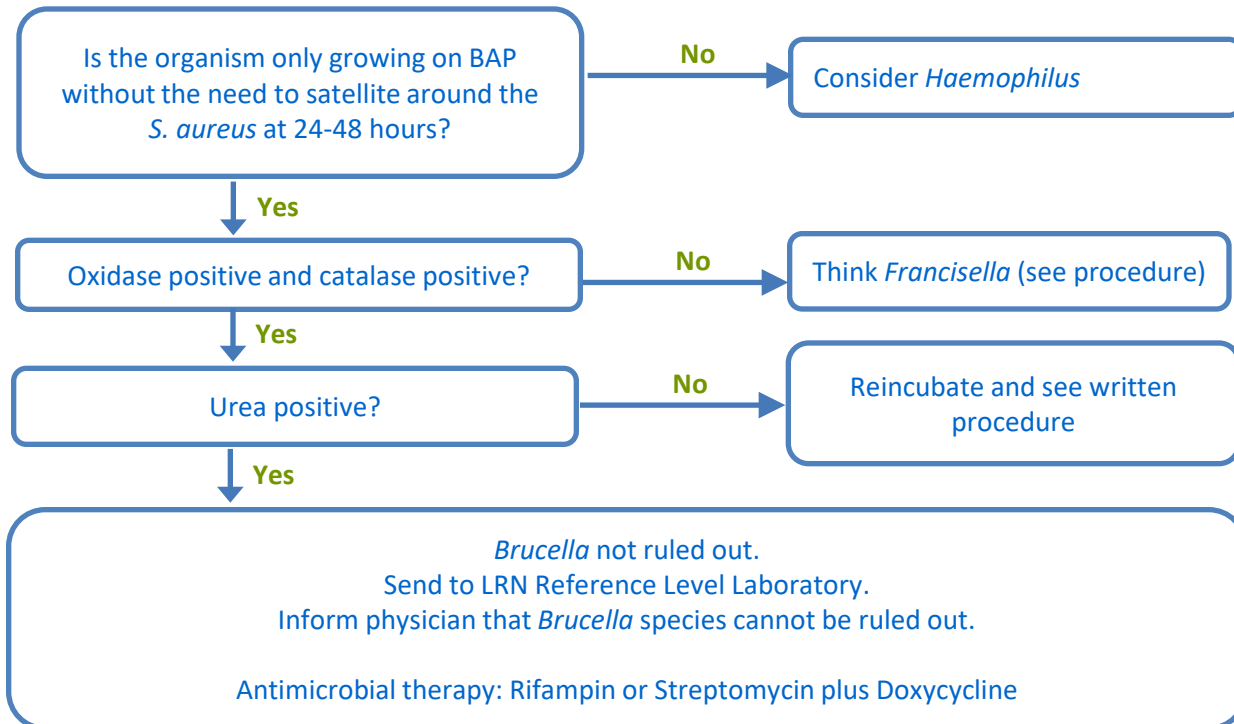 Is the organism only growing on BAP
without the need to satellite around the
S. aureus at 24-48 hours?
No
Consider Haemophilus
Yes
Oxidase positive and catalase positive?
No
Think Francisella (see procedure)
Yes
Urea positive?
No
Reincubate and see written
procedure
Yes
Brucella not ruled out.
Send to LRN Reference Level Laboratory.
Inform physician that Brucella species cannot be ruled out.
Antimicrobial therapy: Rifampin or Streptomycin plus Doxycycline